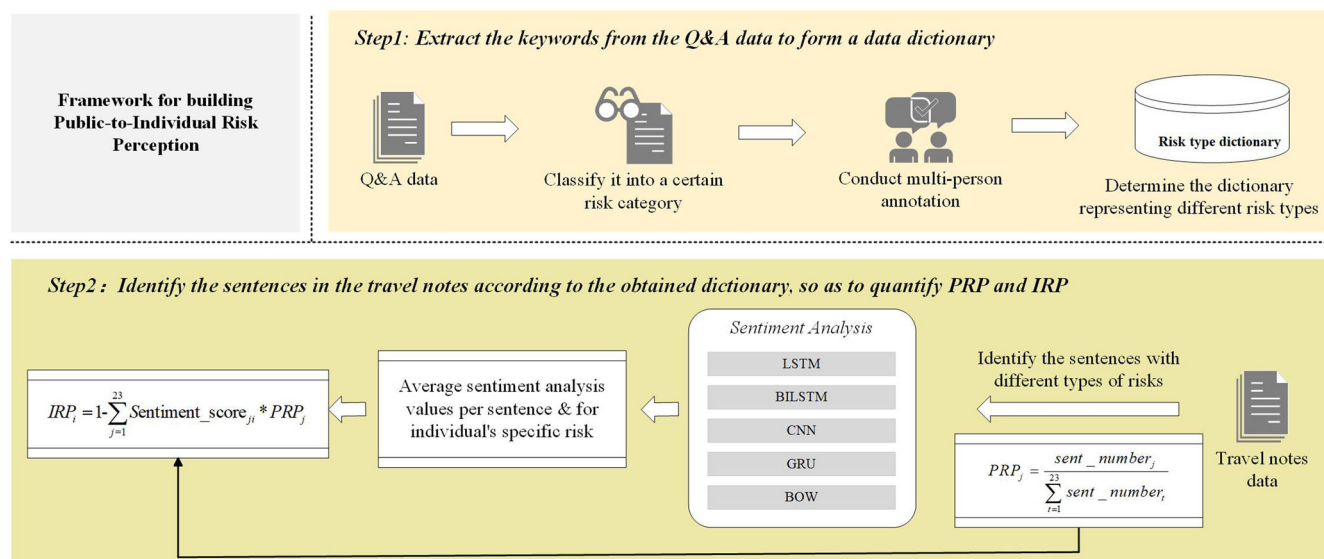 Framework for building
Public-to-Individual Risk
Perception
Step1: Extract the keywords from the Q&A data to form a data dictionary
Q&A data
Classify it into a certain
risk category
Conduct multi-person
annotation
Risk type dictionary
Determine the dictionary
representing different risk types
Step2：Identify the sentences in the travel notes according to the obtained dictionary, so as to quantify PRP and IRP
IRP_i = 1-\sum_{j=1}^{23} Sentiment_score_{ji} * PRP_j
Average sentiment analysis
values per sentence & for
individual's specific risk
Sentiment Analysis
LSTM
BILSTM
CNN
GRU
BOW
Identify the sentences with
different types of risks
PRP_j = \frac{sent_number_j}{\sum_{t=1}^{23} sent_number_t}
Travel notes
data